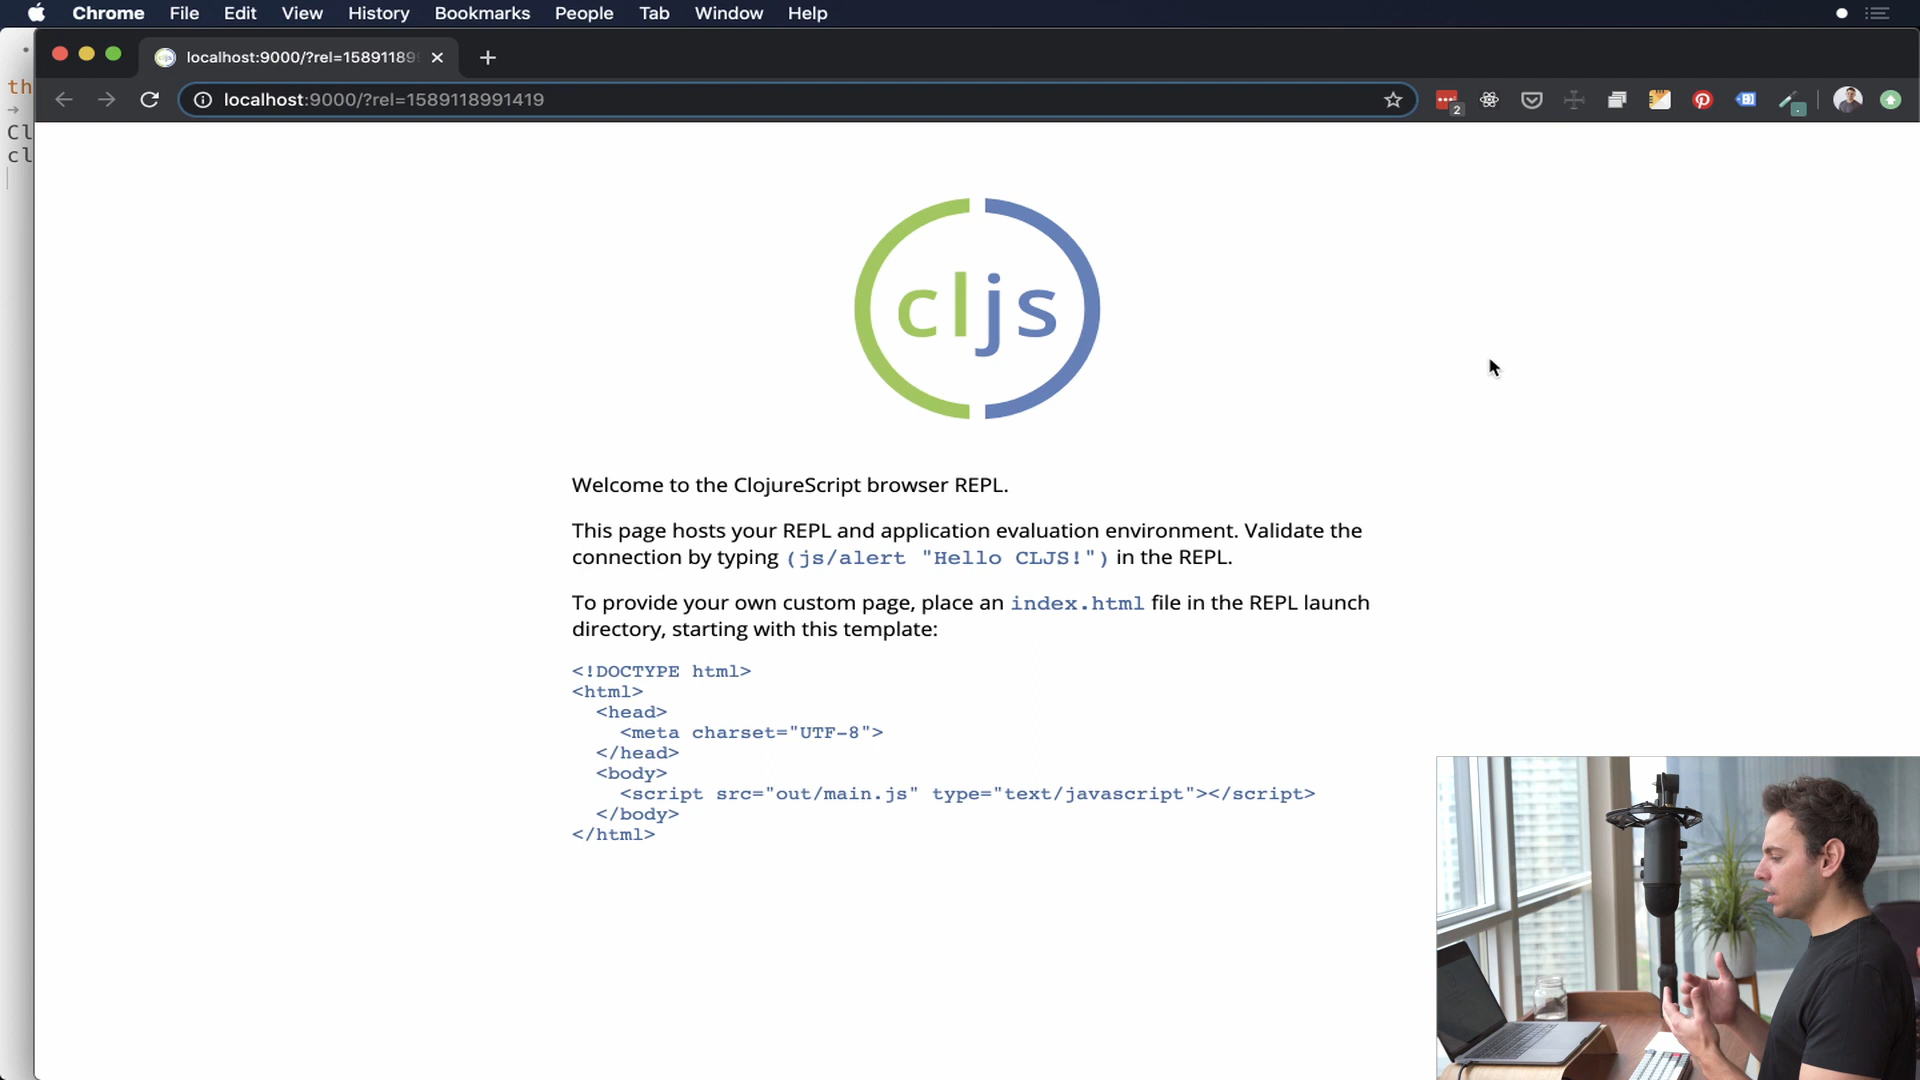 Chrome File Edit View History Bookmarks People Tab Window Help
localhost:9000/?rel=15891189
localhost:9000/?rel=1589118991419
2
th
Cl
cl
cljs
Welcome to the ClojureScript browser REPL.
This page hosts your REPL and application evaluation environment. Validate the
connection by typing (js/alert "Hello CLJS!") in the REPL.
To provide your own custom page, place an index.html file in the REPL launch
directory, starting with this template:
<!DOCTYPE html>
<html>
<head>
<meta charset="UTF-8">
</head>
<body>
<script src="out/main.js" type="text/javascript"></script>
</body>
</html>